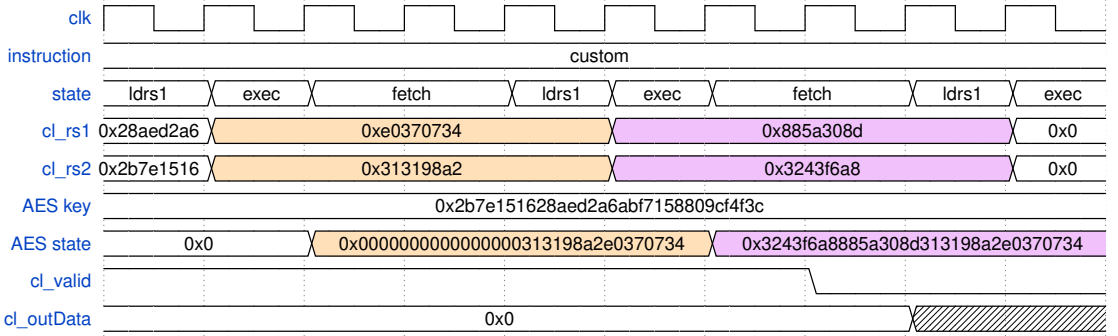 clk
instruction custom
state ldrs1 exec fetch ldrs1 exec fetch ldrs1 exec
cl_rs1 0x28aed2a6 0xe0370734 0x885a308d 0x0
cl_rs2 0x2b7e1516 0x313198a2 0x3243f6a8 0x0
AES key 0x2b7e151628aed2a6abf7158809cf4f3c
AES state 0x0 0x0000000000000000313198a2e0370734 0x3243f6a8885a308d313198a2e0370734
cl_valid
cl_outData 0x0